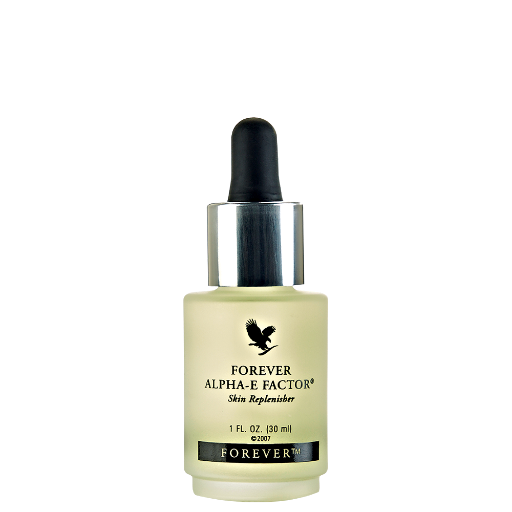 FOREVER
ALPHA-E FACTOR®
Skin Replenisher
1 FL. OZ. (30 ml)
©2007
FOREVER™